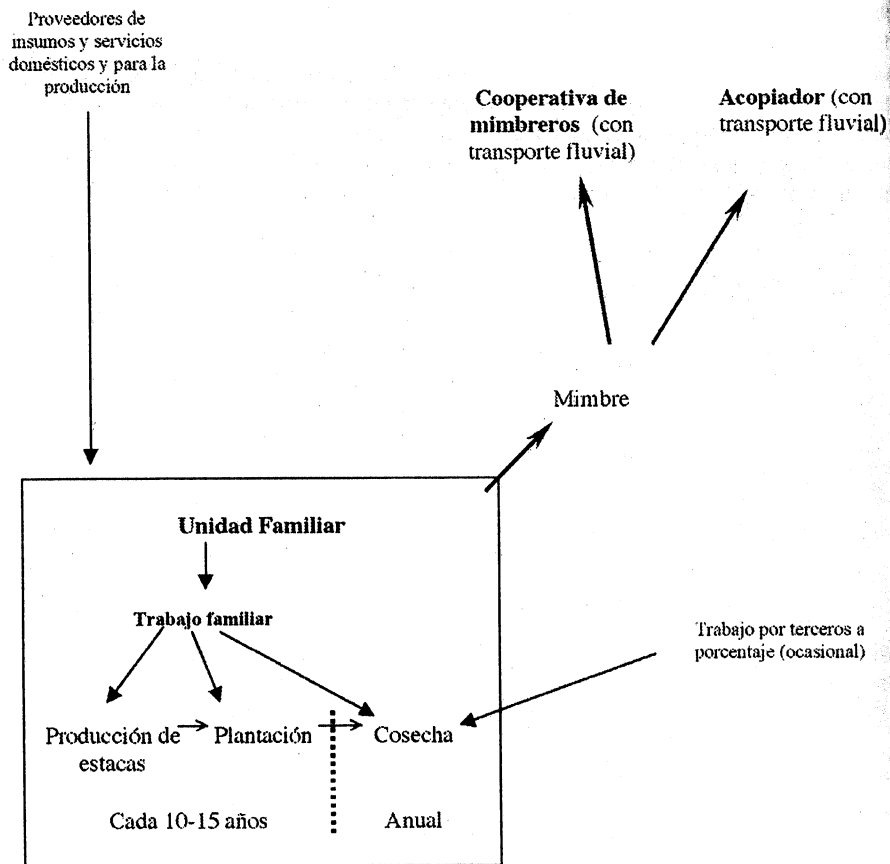 Proveedores de
insumos y servicios
domésticos y para la
producción
Cooperativa de
mimbreros (con
transporte fluvial)
Acopiador (con
transporte fluvial)
Mimbre
Unidad Familiar
Trabajo familiar
Trabajo por terceros a
porcentaje (ocasional)
Producción de
estacas
Plantación
Cosecha
Cada 10-15 años
Anual